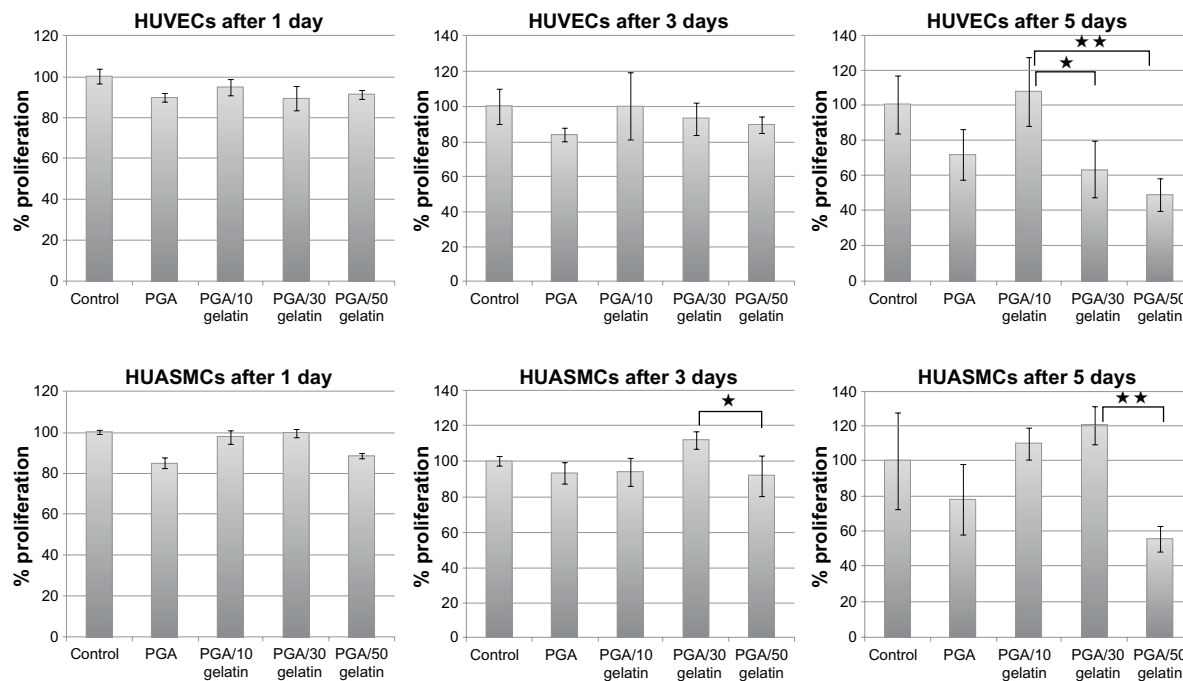 HUVECs after 1 day
% proliferation
120
100
80
60
40
20
0
Control
PGA
PGA/10 gelatin
PGA/30 gelatin
PGA/50 gelatin
HUVECs after 3 days
% proliferation
140
120
100
80
60
40
20
0
Control
PGA
PGA/10 gelatin
PGA/30 gelatin
PGA/50 gelatin
HUVECs after 5 days
% proliferation
140
120
100
80
60
40
20
0
★★
★
Control
PGA
PGA/10 gelatin
PGA/30 gelatin
PGA/50 gelatin
HUASMCs after 1 day
% proliferation
120
100
80
60
40
20
0
Control
PGA
PGA/10 gelatin
PGA/30 gelatin
PGA/50 gelatin
HUASMCs after 3 days
% proliferation
140
120
100
80
60
40
20
0
★
Control
PGA
PGA/10 gelatin
PGA/30 gelatin
PGA/50 gelatin
HUASMCs after 5 days
% proliferation
140
120
100
80
60
40
20
0
★★
Control
PGA
PGA/10 gelatin
PGA/30 gelatin
PGA/50 gelatin